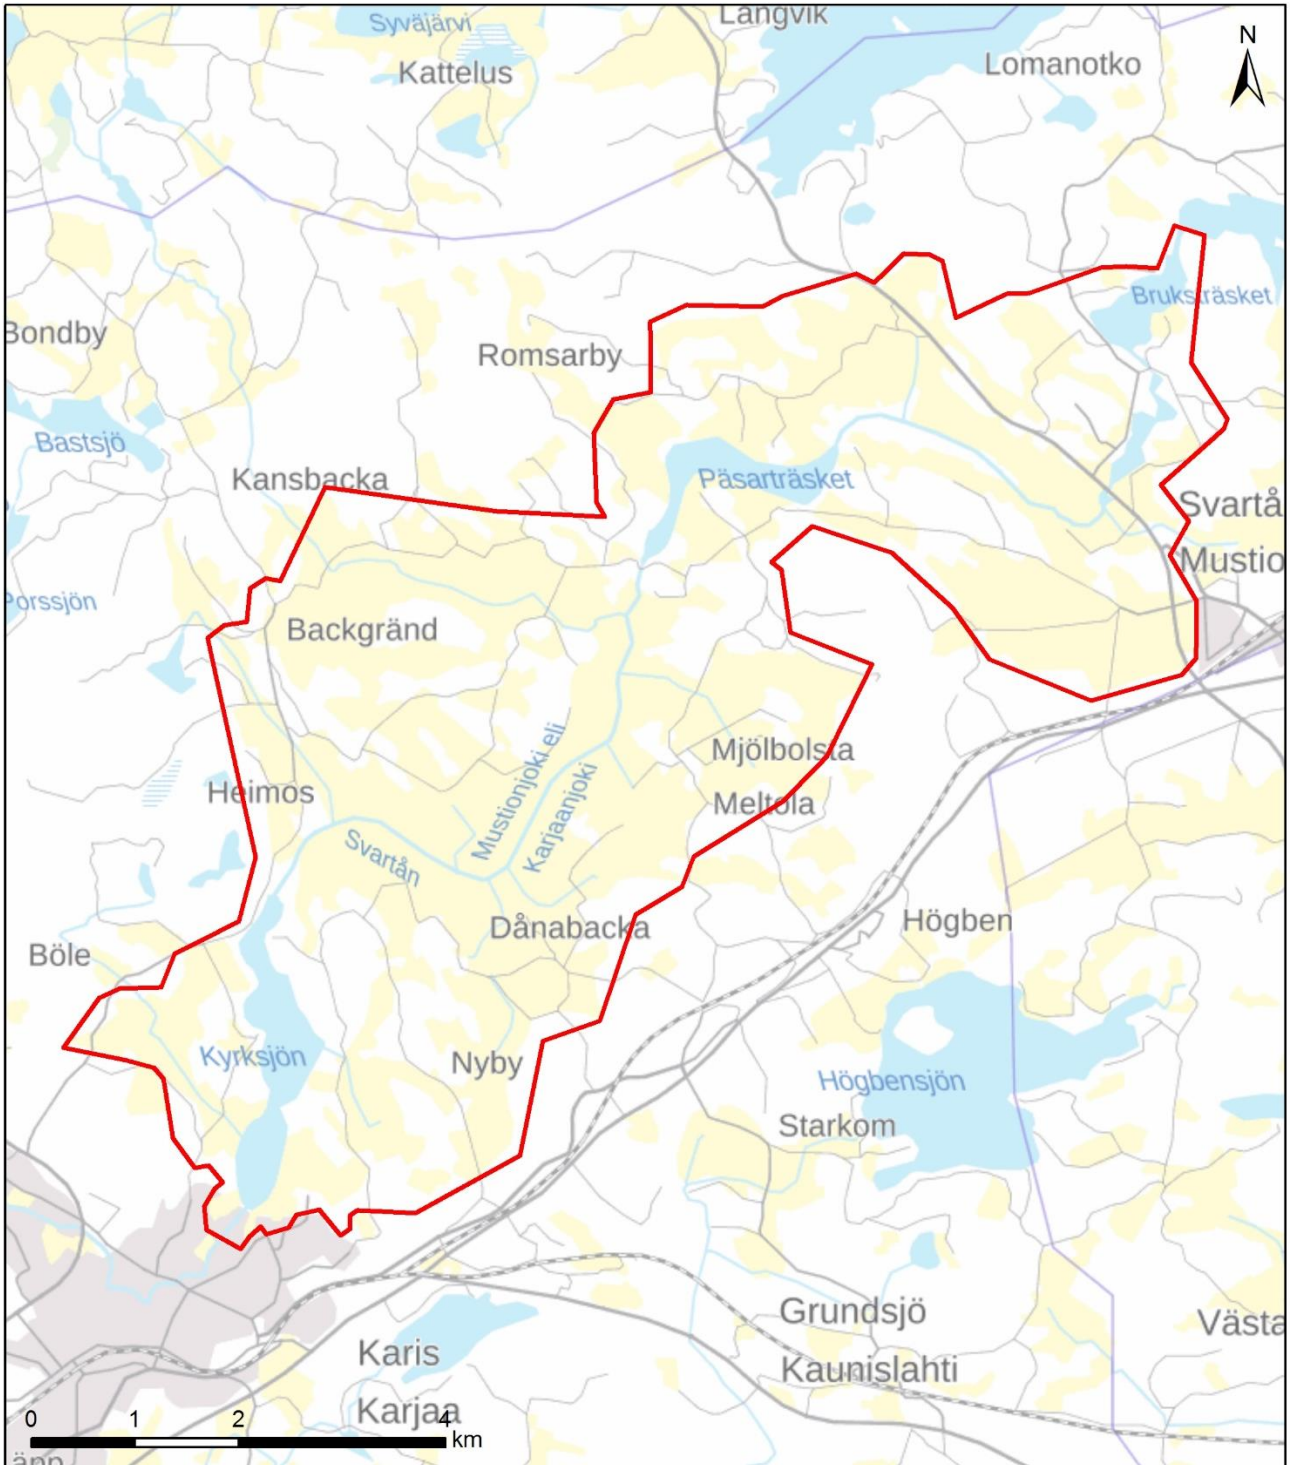 Långvik
Syväjärvi
N
Lomanotko
Kattelus
Bruksträsket
Bondby
Romsarby
Bastsjö
Kansbacka
Päsarträsket
Svartå
Mustio
Porssjön
Backgränd
Mjölbolsta
Meltola
Mustionjoki eli
Karjaanjoki
Heimos
Svartån
Högben
Dånabacka
Böle
Kyrksjön
Nyby
Högbensjön
Starkom
Grundsjö
Kaunislahti
Västa
Karis
Karjaa
0 1 2 4
km
äpp